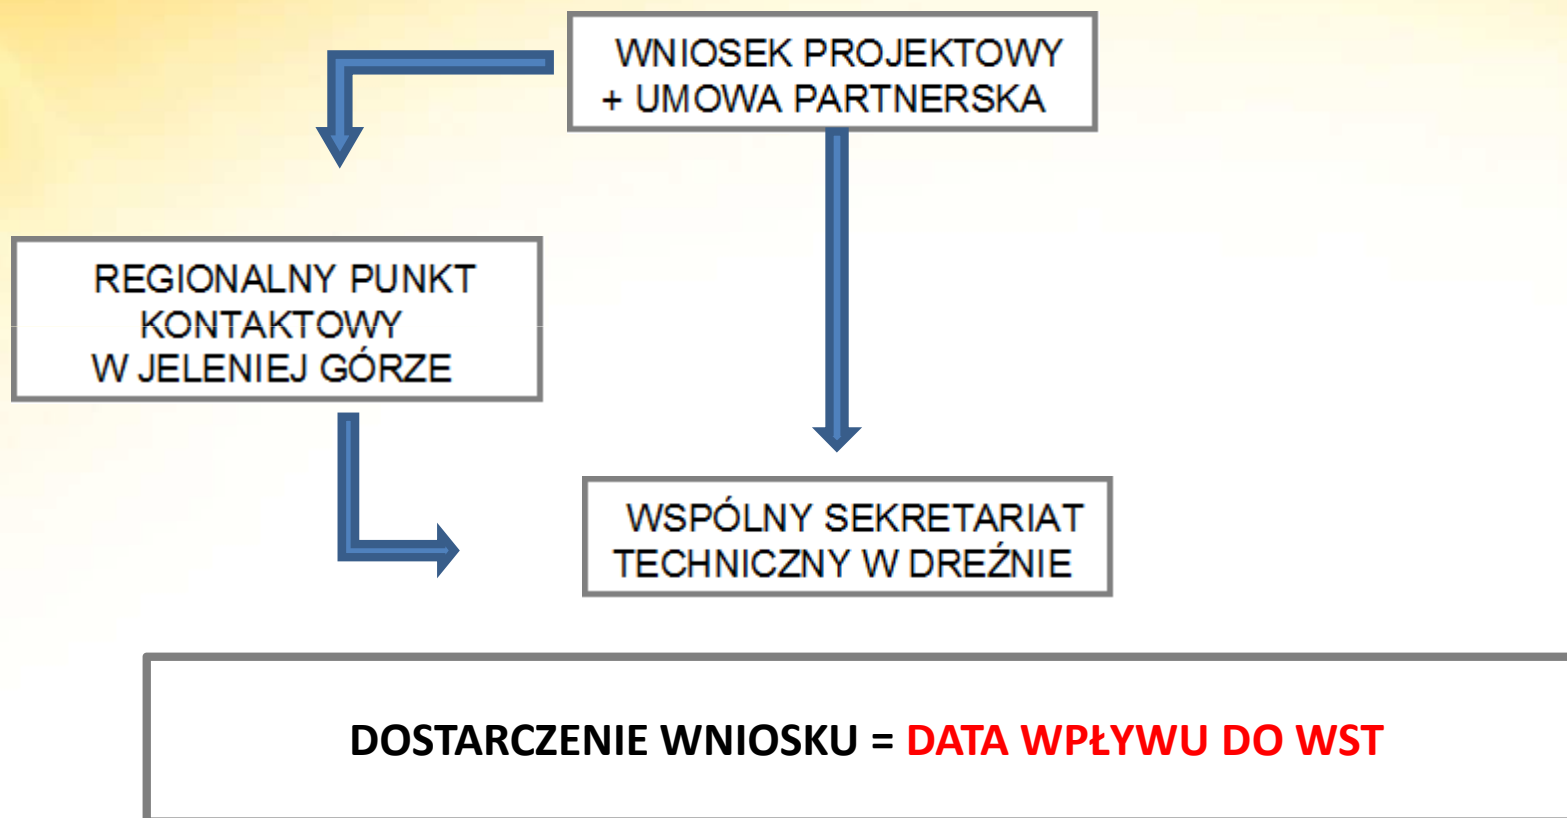 WNIOSEK PROJEKTOWY
+ UMOWA PARTNERSKA
REGIONALNY PUNKT
KONTAKTOWY
W JELENIEJ GÓRZE
WSPÓLNY SEKRETARIAT
TECHNICZNY W DREŹNIE
DOSTARCZENIE WNIOSKU = DATA WPŁYWU DO WST